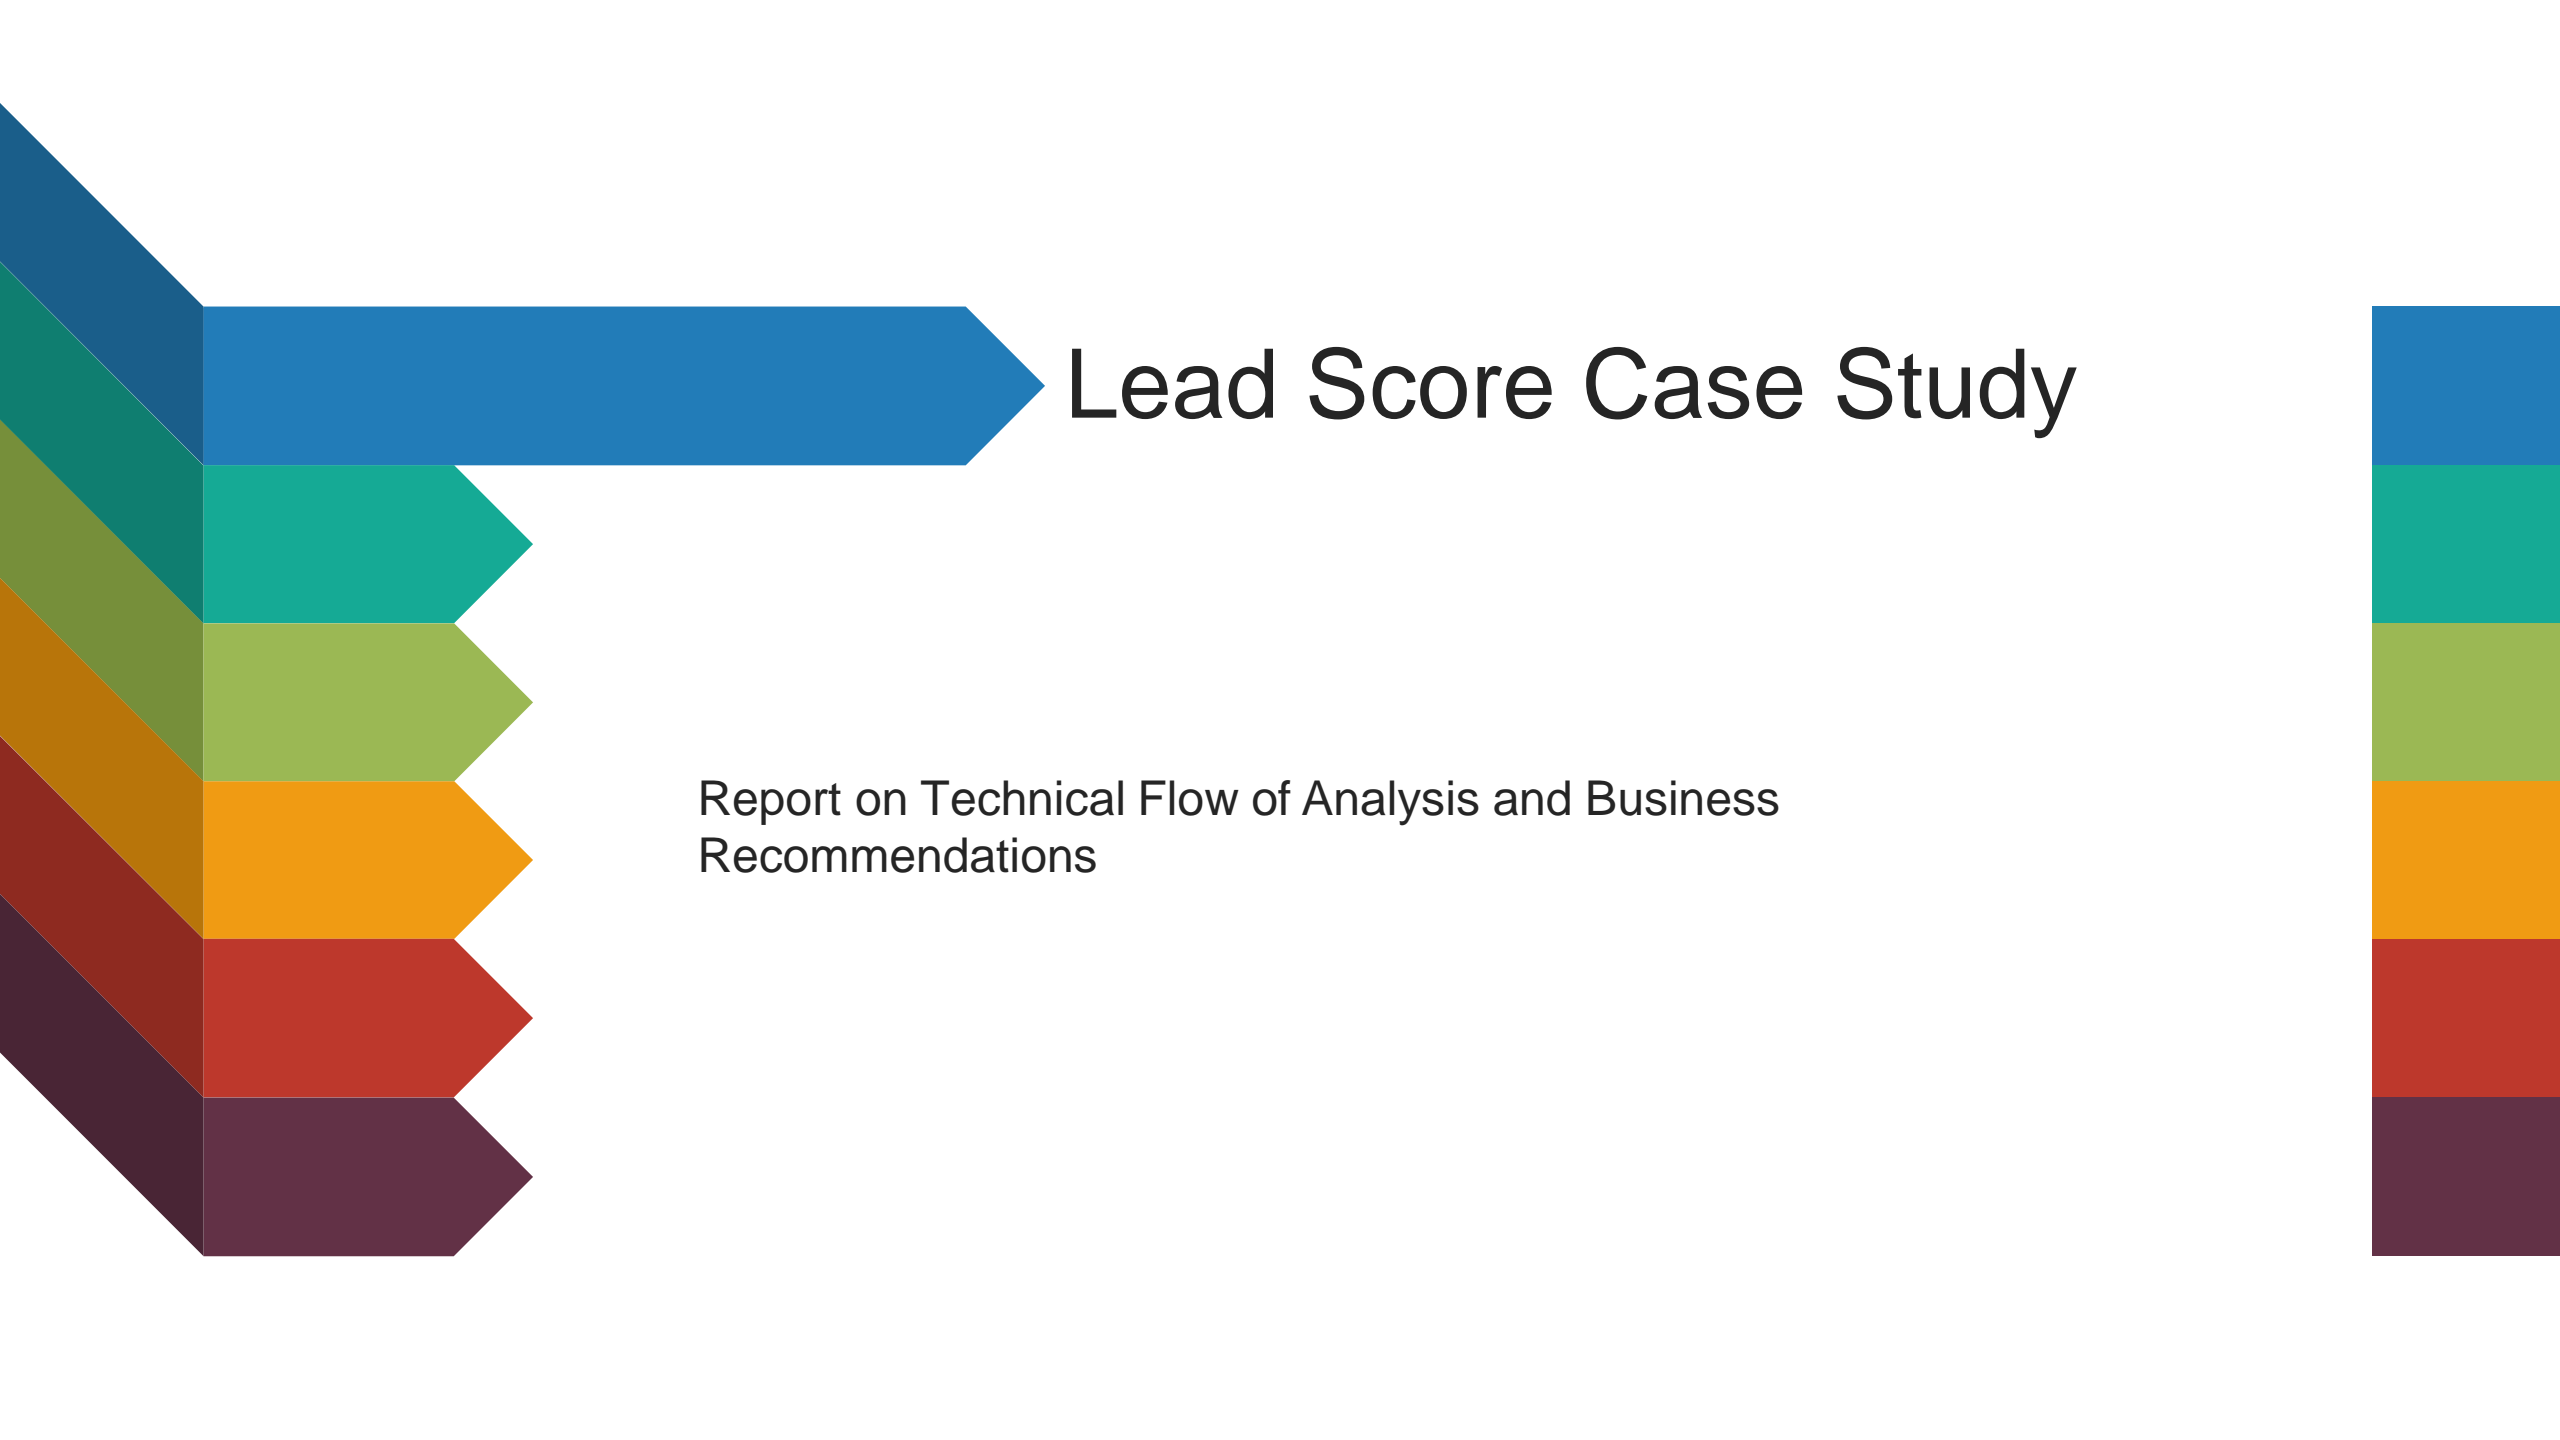 Lead Score Case Study
Report on Technical Flow of Analysis and Business
Recommendations